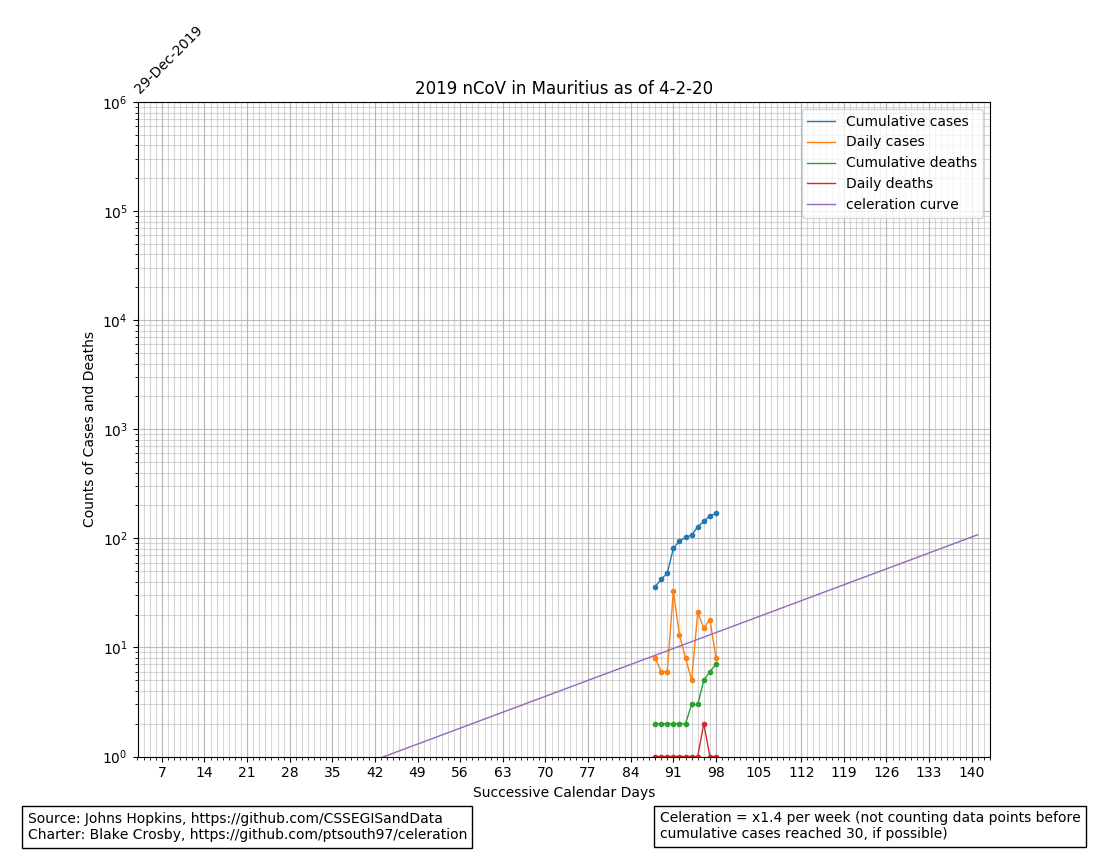 29-Dec-2019
2019 nCoV in Mauritius as of 4-2-20
Cumulative cases
Daily cases
Cumulative deaths
Daily deaths
celeration curve
Counts of Cases and Deaths
10^6
10^5
10^4
10^3
10^2
10^1
10^0
7 14 21 28 35 42 49 56 63 70 77 84 91 98 105 112 119 126 133 140
Successive Calendar Days
Source: Johns Hopkins, https://github.com/CSSEGISandData
Charter: Blake Crosby, https://github.com/ptsouth97/celeration
Celeration = x1.4 per week (not counting data points before
cumulative cases reached 30, if possible)